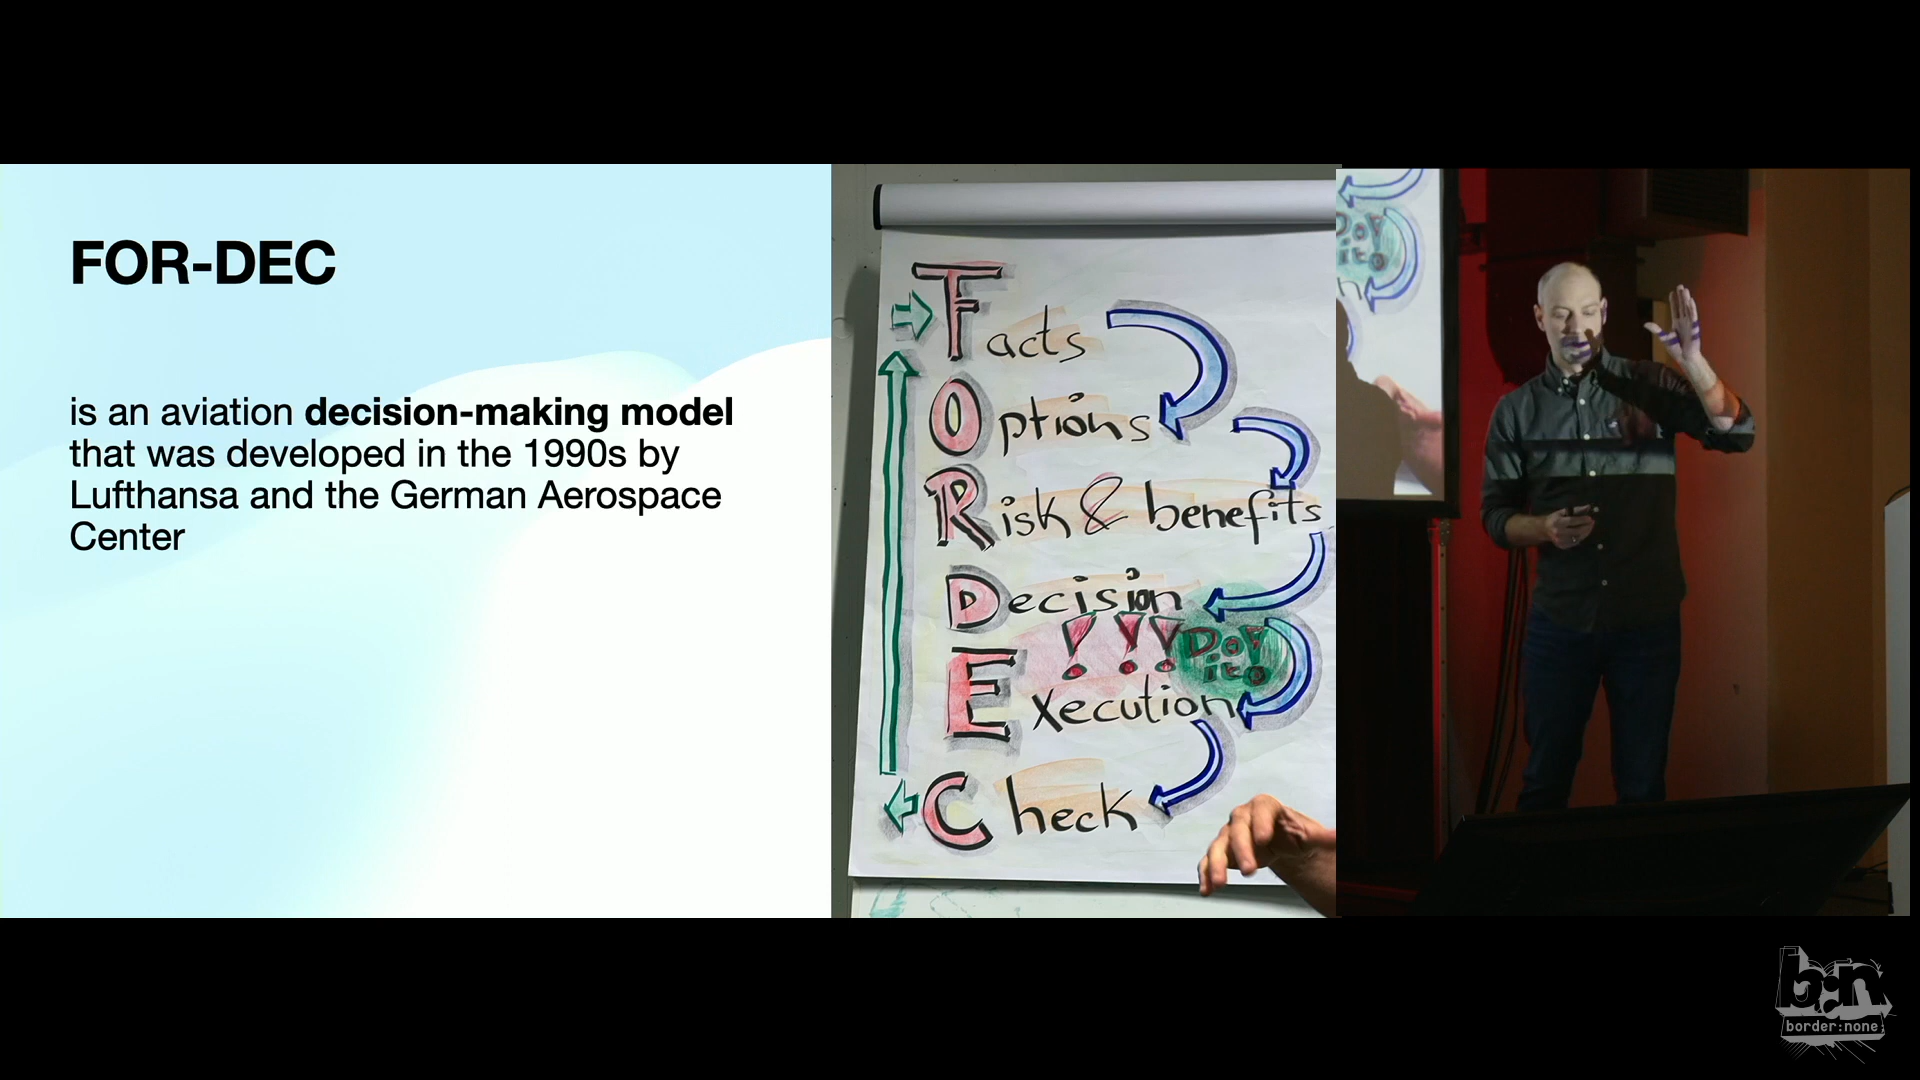 FOR-DEC
is an aviation decision-making model
that was developed in the 1990s by
Lufthansa and the German Aerospace
Center
Facts
Options
Risk & benefits
Decision
!!! Do it!
Execution
Check
b:n
border:none